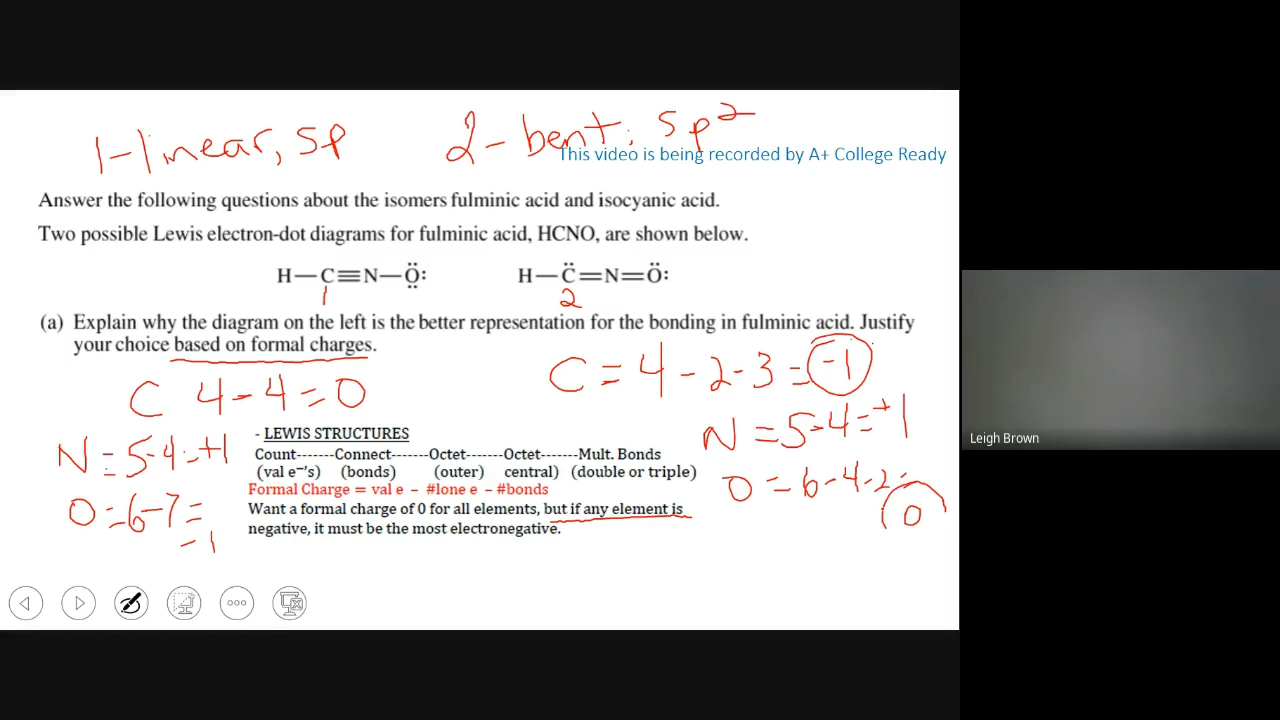 1-linear, sp
2- bent, sp2
This video is being recorded by A+ College Ready
Answer the following questions about the isomers fulminic acid and isocyanic acid.
Two possible Lewis electron-dot diagrams for fulminic acid, HCNO, are shown below.
H—C≡N—Ö:
H—C̈=N=Ö:
1
2
(a) Explain why the diagram on the left is the better representation for the bonding in fulminic acid. Justify
your choice based on formal charges.
C 4-4=0
N=5-4=+1
O=6-7=
-1
C=4-2-3=-1
N=5-4=+1
O=6-4-2=
0
- LEWIS STRUCTURES
Count-------Connect-------Octet-------Octet-------Mult. Bonds
(val e⁻'s) (bonds) (outer) central) (double or triple)
Formal Charge = val e - #lone e - #bonds
Want a formal charge of 0 for all elements, but if any element is
negative, it must be the most electronegative.
Leigh Brown